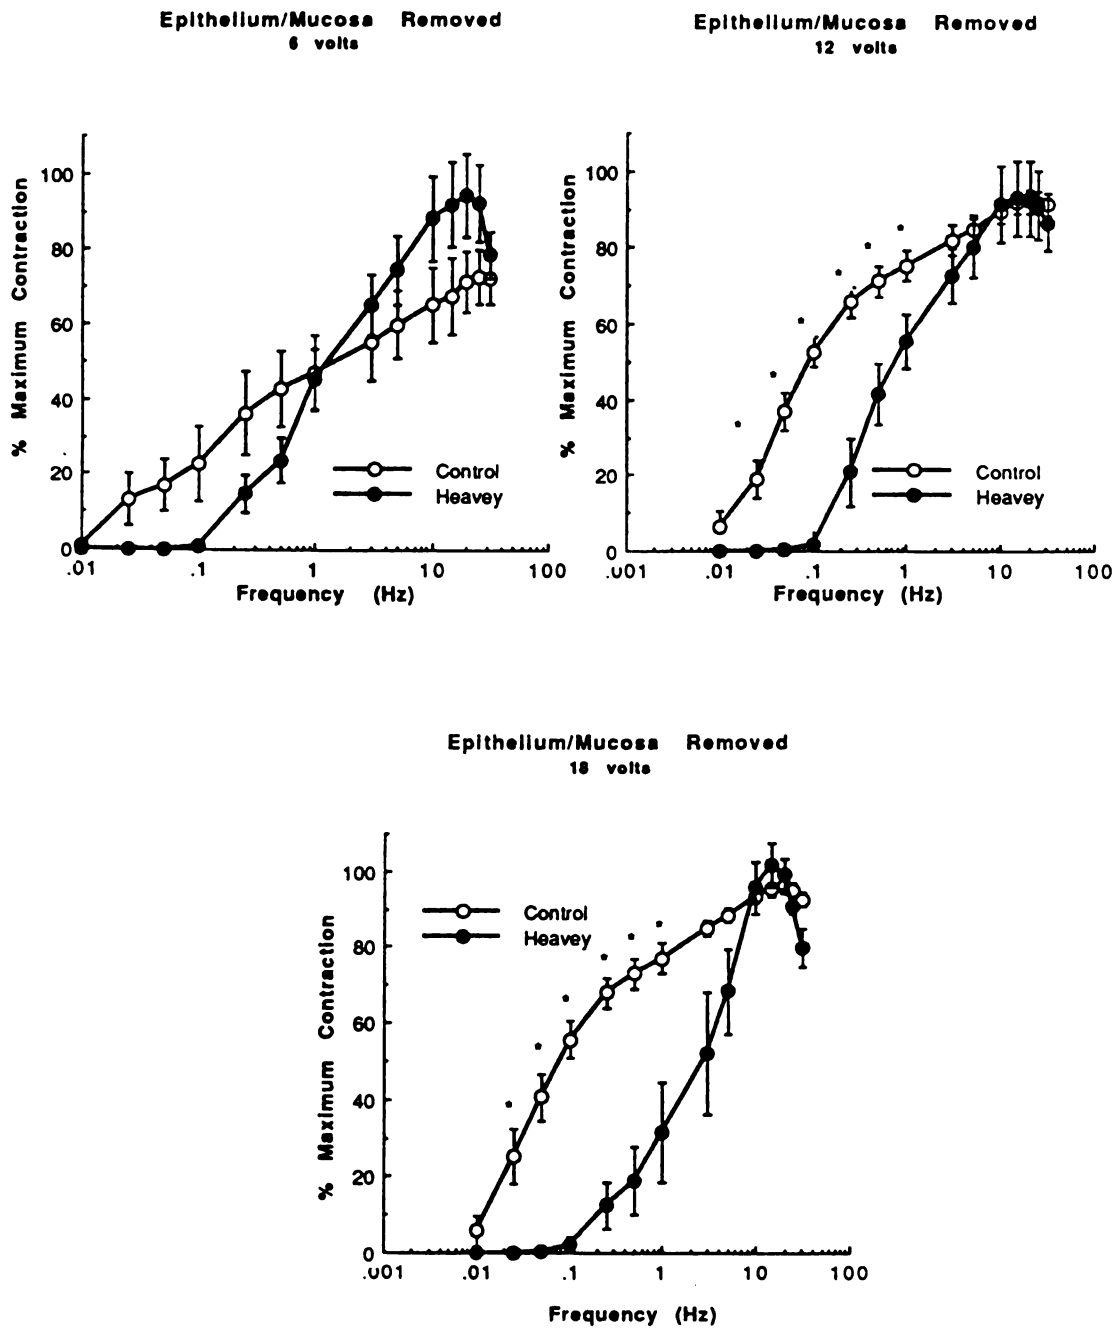 Epithelium/Mucosa Removed
6 volts
% Maximum Contraction
100
80
60
40
20
0
.01 .1 1 10 100
Frequency (Hz)
Control
Heavey
Epithelium/Mucosa Removed
12 volts
% Maximum Contraction
100
80
60
40
20
0
.001 .01 .1 1 10 100
Frequency (Hz)
Control
Heavey
Epithelium/Mucosa Removed
18 volts
% Maximum Contraction
100
80
60
40
20
0
.001 .01 .1 1 10 100
Frequency (Hz)
Control
Heavey